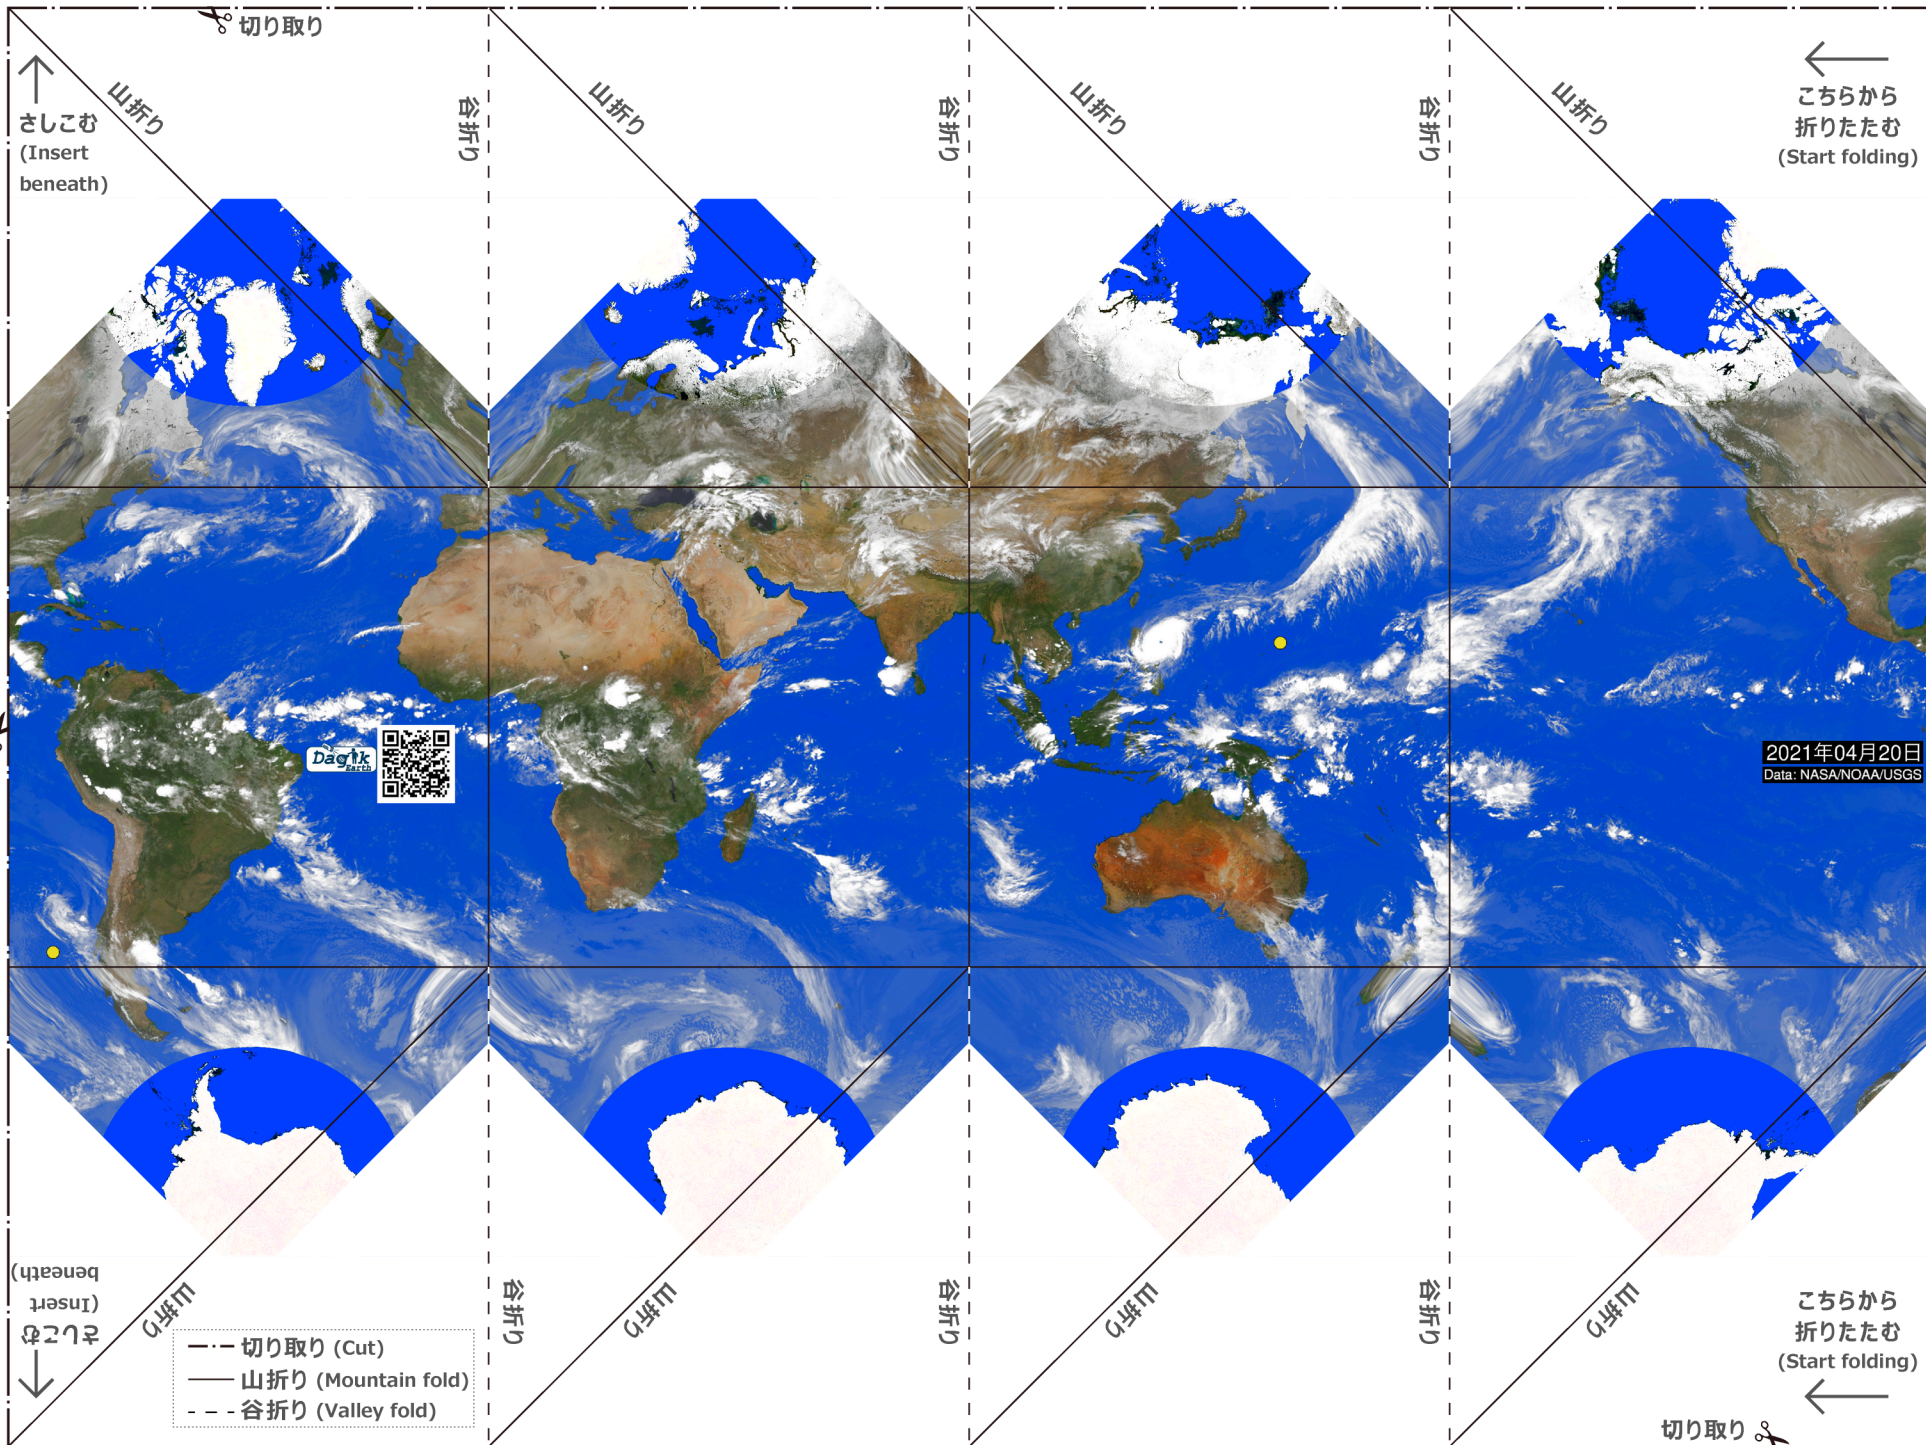 切り取り
さしこむ
(Insert
beneath)
山折り
谷折り
山折り
谷折り
山折り
谷折り
山折り
こちらから
折りたたむ
(Start folding)
Dagik
Earth
2021年04月20日
Data: NASA/NOAA/USGS
さしこむ
(Insert
beneath)
山折り
谷折り
山折り
谷折り
山折り
谷折り
山折り
こちらから
折りたたむ
(Start folding)
切り取り (Cut)
山折り (Mountain fold)
谷折り (Valley fold)
切り取り